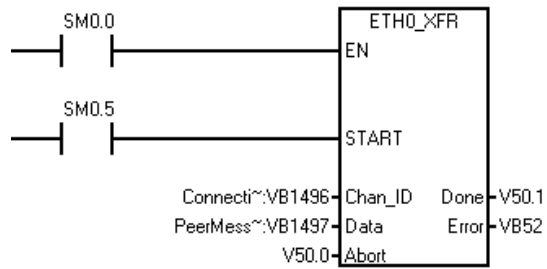 SM0.0
ETH0_XFR
EN
SM0.5
START
Connecti~:VB1496 Chan_ID Done V50.1
PeerMess~:VB1497 Data Error VB52
V50.0 Abort